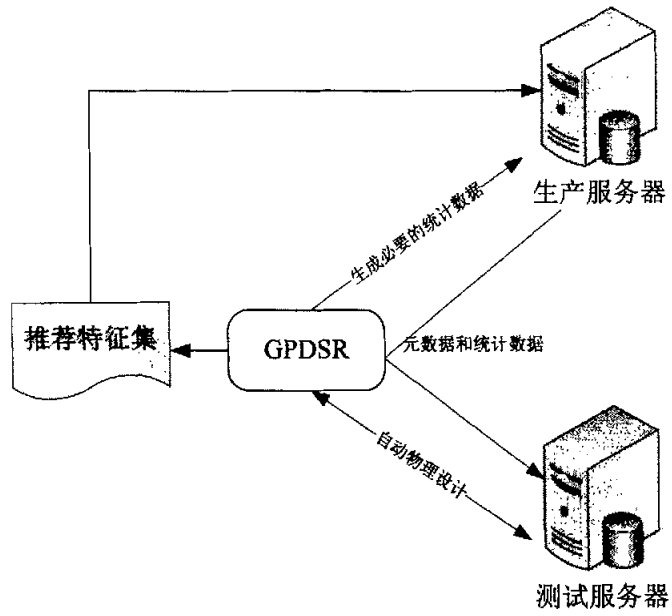 生产服务器
生成必要的统计数据
推荐特征集
GPDSR
元数据和统计数据
自动物理设计
测试服务器